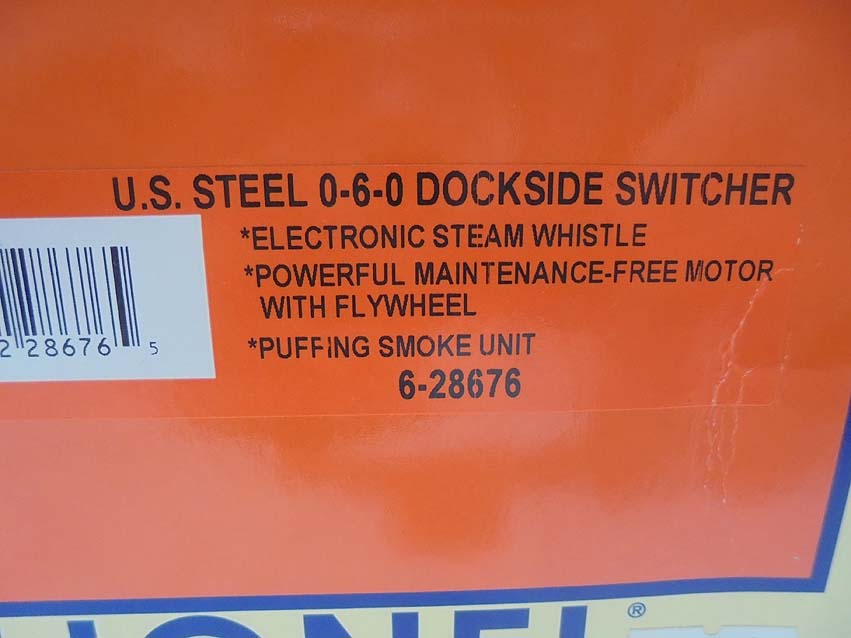 U.S. STEEL 0-6-0 DOCKSIDE SWITCHER
*ELECTRONIC STEAM WHISTLE
*POWERFUL MAINTENANCE-FREE MOTOR
WITH FLYWHEEL
*PUFFING SMOKE UNIT
6-28676
2 28676 5
LIONEL ®